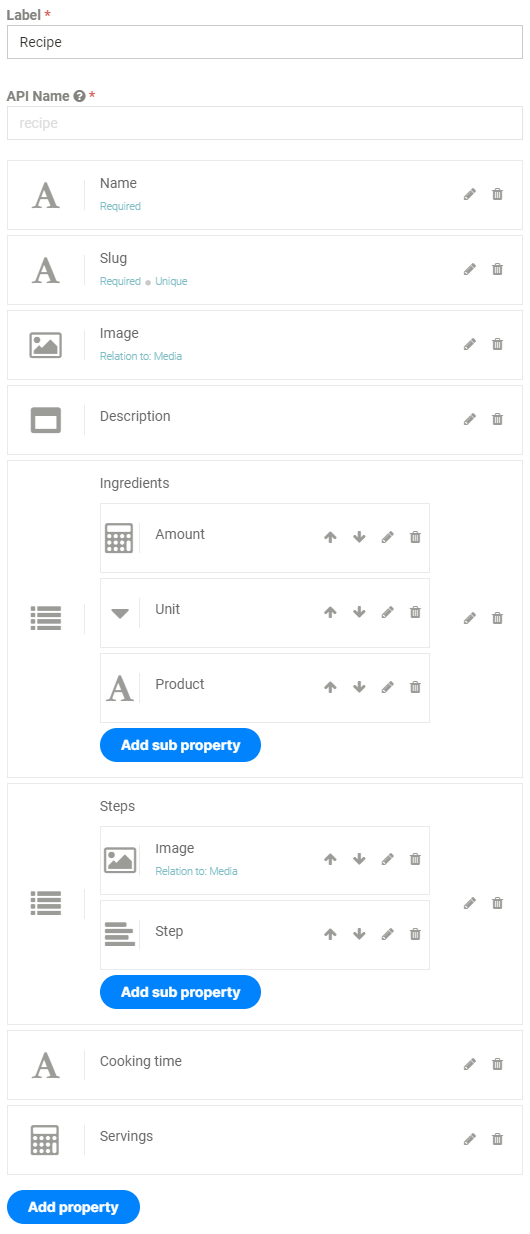 Label *
Recipe
API Name ? *
recipe
Name
Required
Slug
Required ● Unique
Image
Relation to: Media
Description
Ingredients
Amount
Unit
Product
Add sub property
Steps
Image
Relation to: Media
Step
Add sub property
Cooking time
Servings
Add property